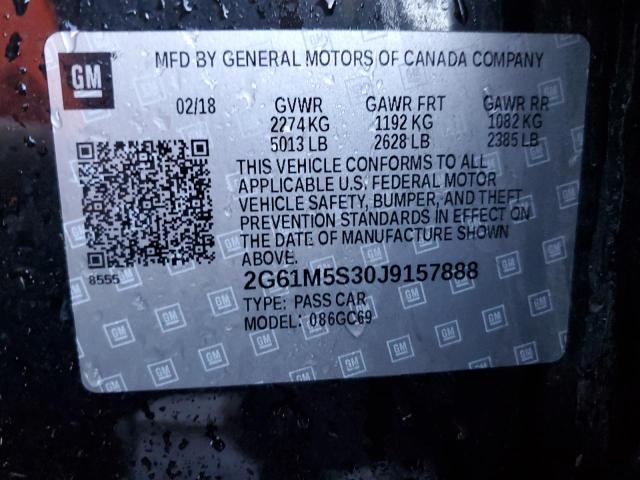 GM
MFD BY GENERAL MOTORS OF CANADA COMPANY
02/18 GVWR GAWR FRT GAWR RR
2274 KG 1192 KG 1082 KG
5013 LB 2628 LB 2385 LB
THIS VEHICLE CONFORMS TO ALL
APPLICABLE U.S. FEDERAL MOTOR
VEHICLE SAFETY, BUMPER, AND THEFT
PREVENTION STANDARDS IN EFFECT ON
THE DATE OF MANUFACTURE SHOWN
ABOVE.
8555
2G61M5S30J9157888
TYPE: PASS CAR
MODEL: 086GC69